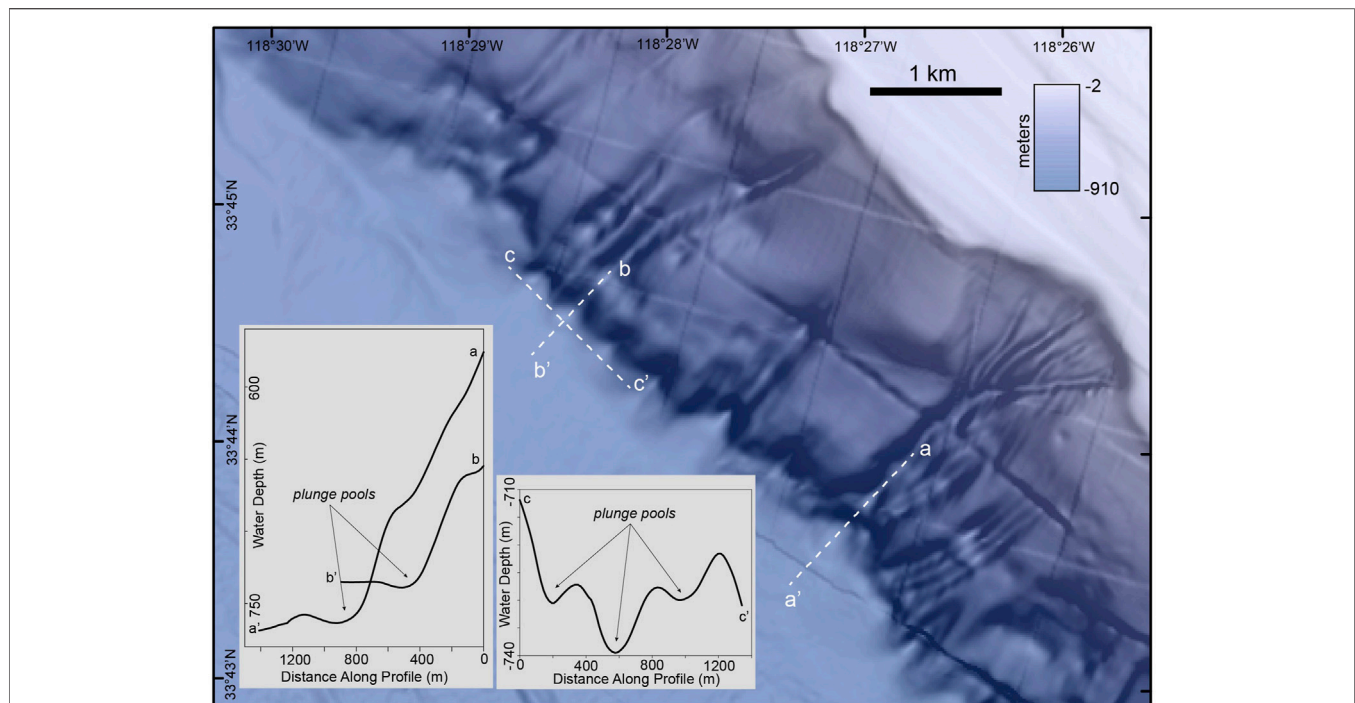 118°30'W 118°29'W 118°28'W 118°27'W 118°26'W
1 km
-2
meters
-910
33°45'N
33°44'N
33°43'N
c
b
b'
c'
a
a'
a
600
b
Water Depth (m)
plunge pools
b'
750
a'
1200 800 400 0
Distance Along Profile (m)
-710
c
plunge pools
Water Depth (m)
c'
-740
0 400 800 1200
Distance Along Profile (m)